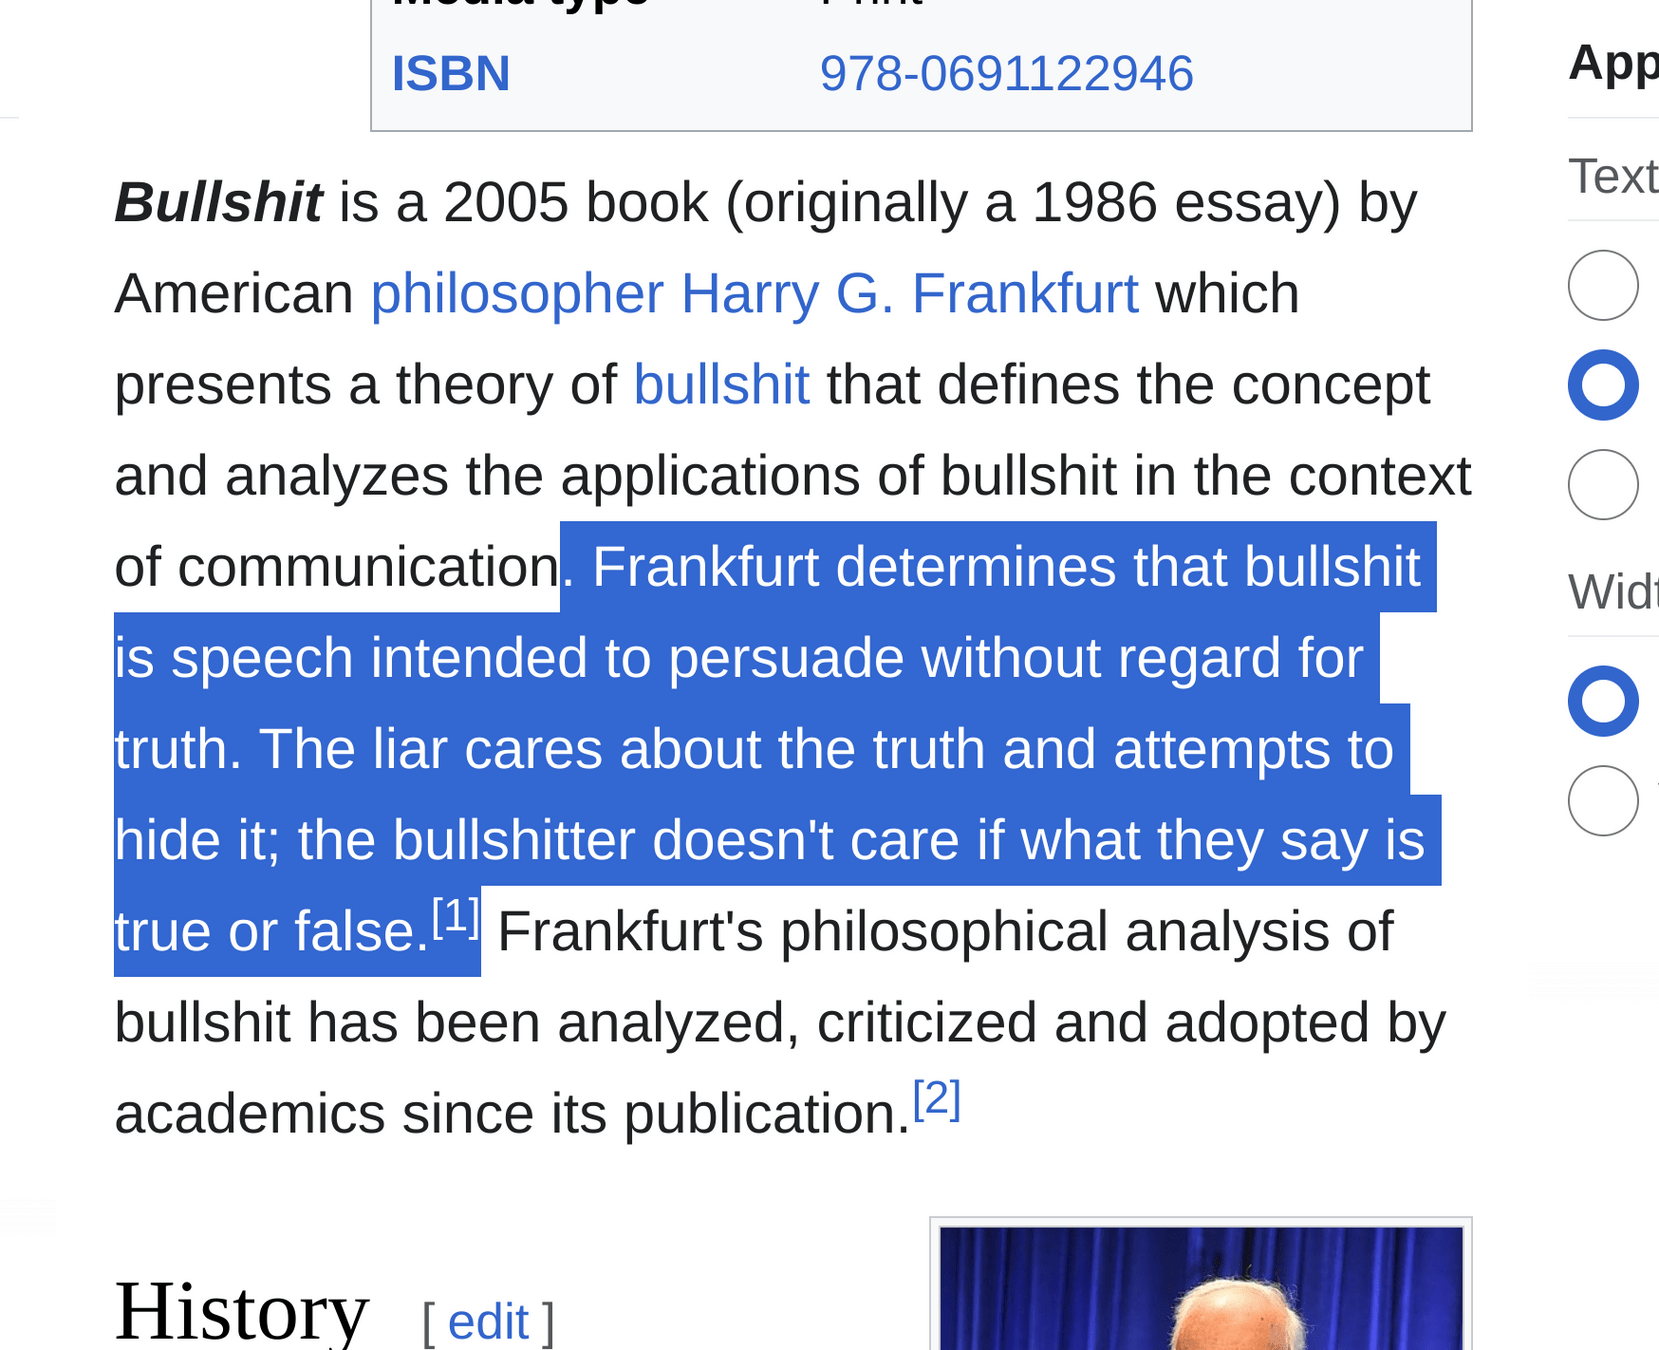 Media type Print
ISBN 978-0691122946
App
Text
Bullshit is a 2005 book (originally a 1986 essay) by
American philosopher Harry G. Frankfurt which
presents a theory of bullshit that defines the concept
and analyzes the applications of bullshit in the context
of communication. Frankfurt determines that bullshit
is speech intended to persuade without regard for
truth. The liar cares about the truth and attempts to
hide it; the bullshitter doesn't care if what they say is
true or false.[1] Frankfurt's philosophical analysis of
bullshit has been analyzed, criticized and adopted by
academics since its publication.[2]
Widt
History [ edit ]